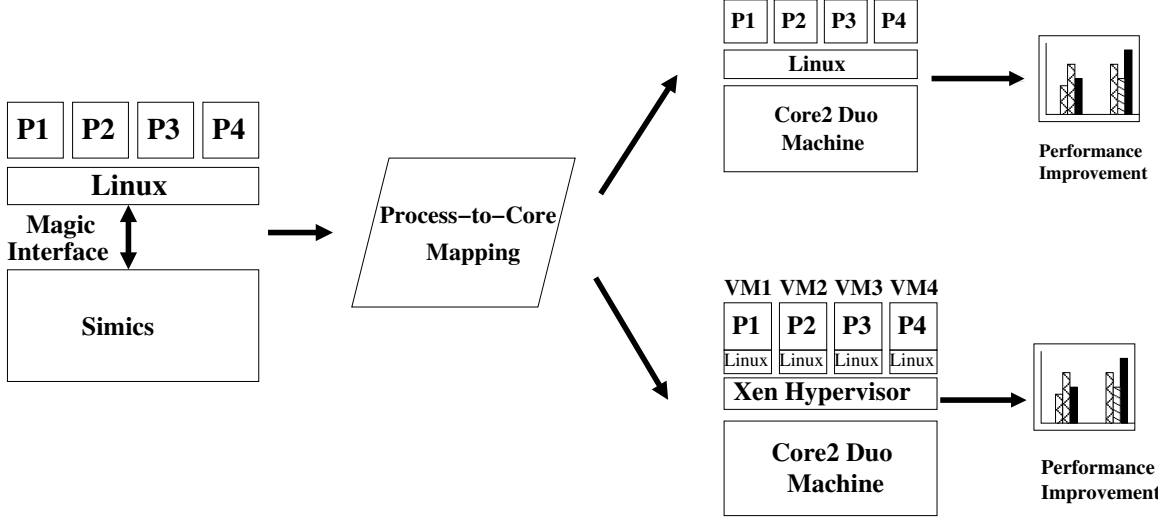 P1 P2 P3 P4
Linux
Magic
Interface
Simics
Process−to−Core
Mapping
P1 P2 P3 P4
Linux
Core2 Duo
Machine
Performance
Improvement
VM1 VM2 VM3 VM4
P1 P2 P3 P4
Linux Linux Linux Linux
Xen Hypervisor
Core2 Duo
Machine
Performance
Improvement